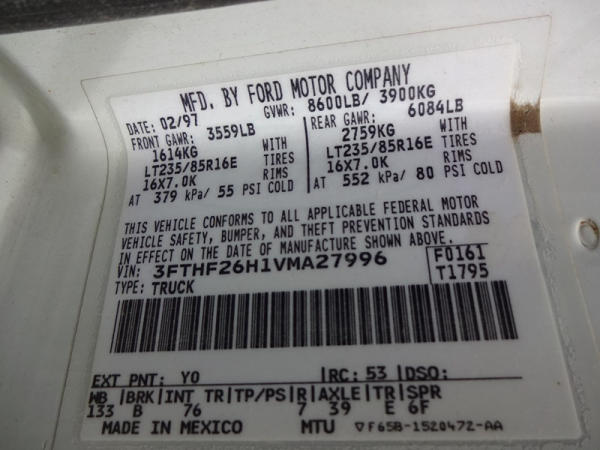 MFD. BY FORD MOTOR COMPANY
DATE: 02/97 GVWR: 8600LB/ 3900KG
FRONT GAWR: 3559LB REAR GAWR: 6084LB
1614KG WITH 2759KG WITH
LT235/85R16E TIRES LT235/85R16E TIRES
16X7.0K RIMS 16X7.0K RIMS
AT 379 kPa/ 55 PSI COLD AT 552 kPa/ 80 PSI COLD
THIS VEHICLE CONFORMS TO ALL APPLICABLE FEDERAL MOTOR
VEHICLE SAFETY, BUMPER, AND THEFT PREVENTION STANDARDS
IN EFFECT ON THE DATE OF MANUFACTURE SHOWN ABOVE.
VIN: 3FTHF26H1VMA27996 F0161
TYPE: TRUCK T1795
EXT PNT: YO RC: 53 DSO:
WB BRK INT TR TP/PS R AXLE TR SPR
133 B 76 7 39 E 6F
MADE IN MEXICO MTU ▽F65B-1520472-AA